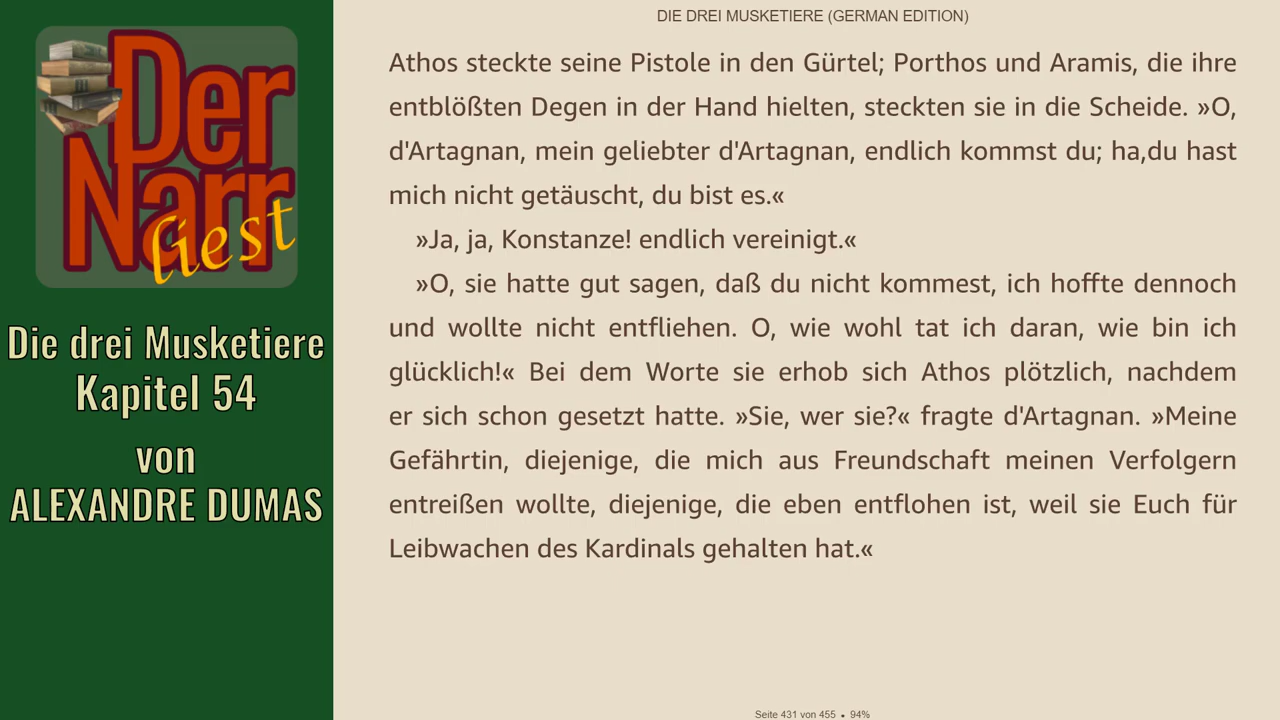 Der
Narr
liest
Die drei Musketiere
Kapitel 54
von
ALEXANDRE DUMAS
DIE DREI MUSKETIERE (GERMAN EDITION)
Athos steckte seine Pistole in den Gürtel; Porthos und Aramis, die ihre
entblößten Degen in der Hand hielten, steckten sie in die Scheide. »O,
d'Artagnan, mein geliebter d'Artagnan, endlich kommst du; ha,du hast
mich nicht getäuscht, du bist es.«
»Ja, ja, Konstanze! endlich vereinigt.«
»O, sie hatte gut sagen, daß du nicht kommest, ich hoffte dennoch
und wollte nicht entfliehen. O, wie wohl tat ich daran, wie bin ich
glücklich!« Bei dem Worte sie erhob sich Athos plötzlich, nachdem
er sich schon gesetzt hatte. »Sie, wer sie?« fragte d'Artagnan. »Meine
Gefährtin, diejenige, die mich aus Freundschaft meinen Verfolgern
entreißen wollte, diejenige, die eben entflohen ist, weil sie Euch für
Leibwachen des Kardinals gehalten hat.«
Seite 431 von 455 • 94%